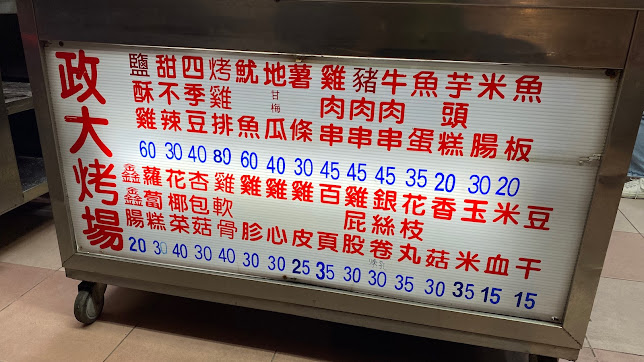 政大烤場
鹽酥雞 60
甜不辣 30
四季豆 40
烤雞排 80
魷魚 60
地甘梅瓜 40
薯條 30
雞肉串 45
豬肉串 45
牛肉串 45
魚蛋 35
芋頭糕 20
米腸 30
魚板 20
鑫鑫腸 20
蘿蔔糕 30
花椰菜 40
杏包菇 40
雞軟骨 30
雞胗 30
雞心 30
雞皮 25
百頁 35
雞屁股 30
銀絲卷 30
花枝丸 35
香菇 30
玉米 35
米血 15
豆干 15